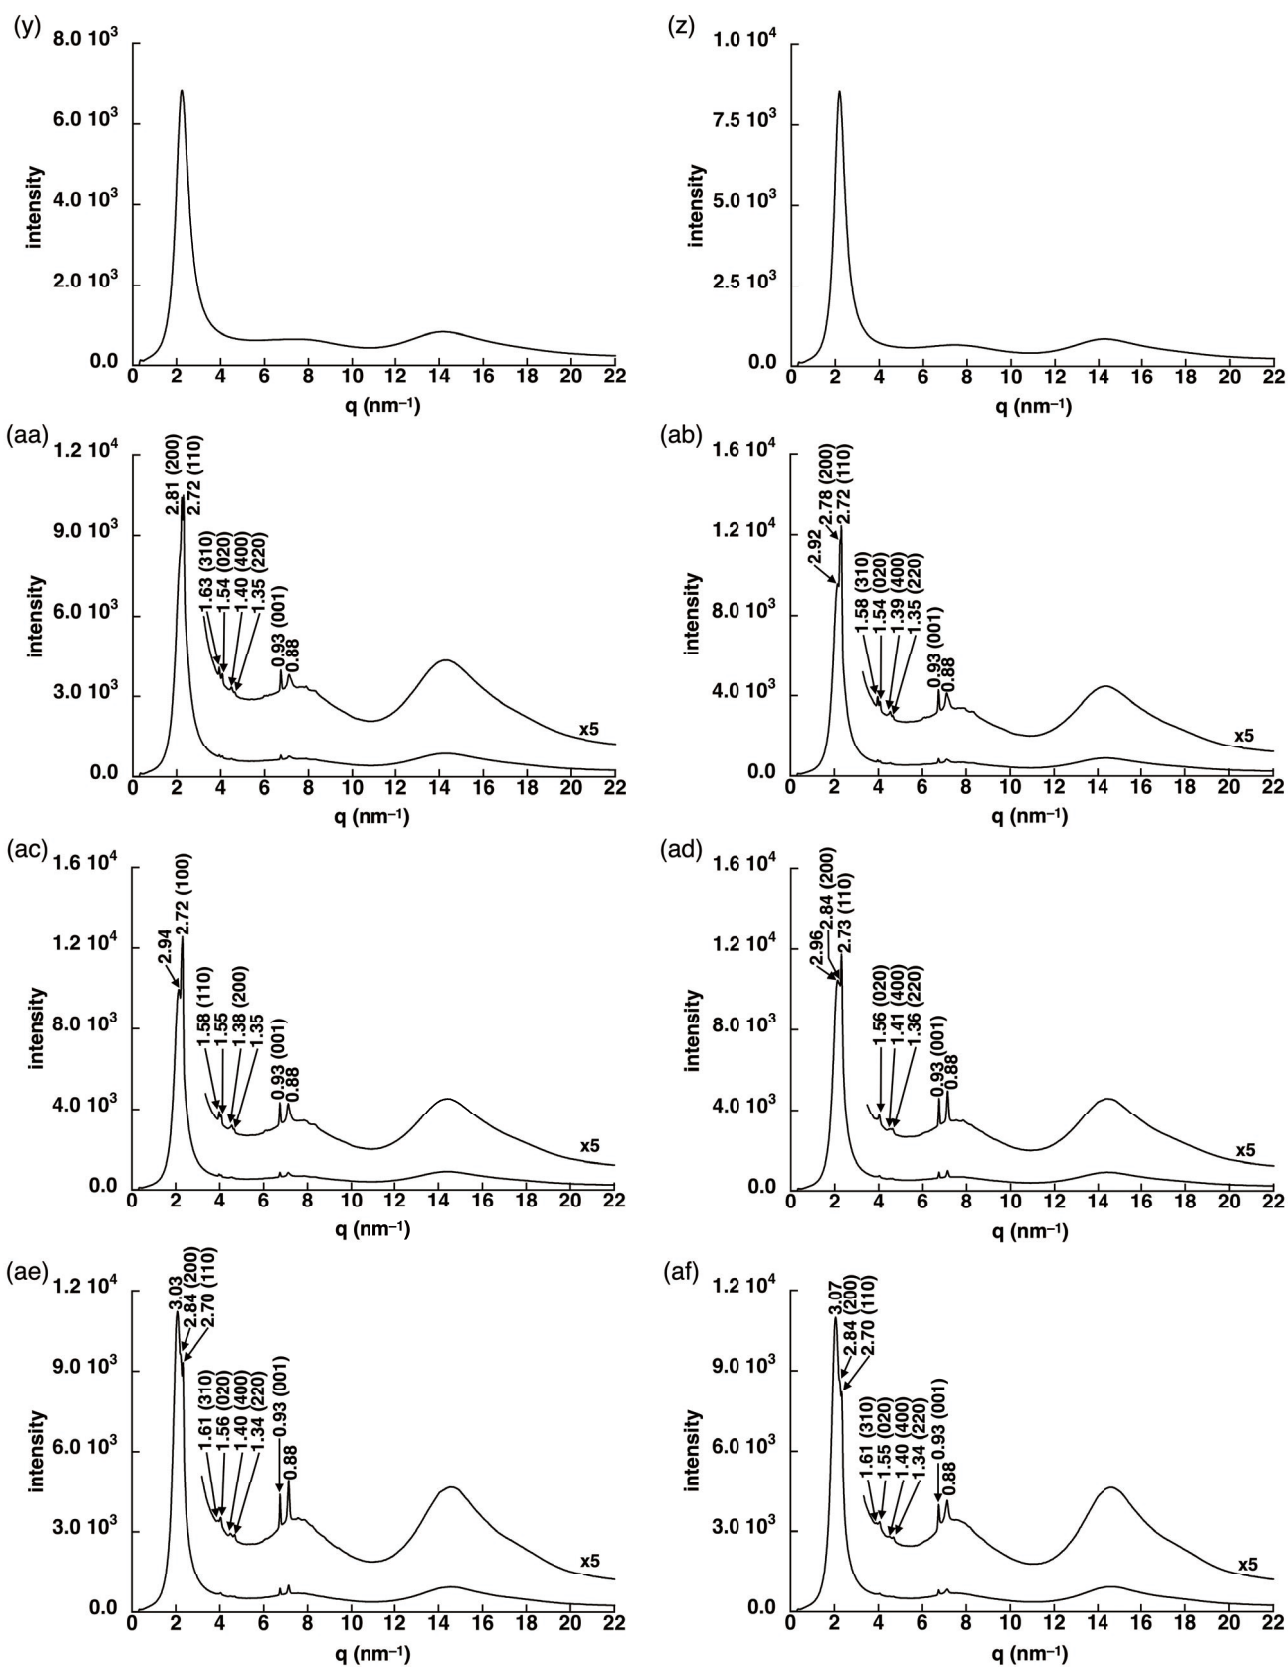 (y)
8.0 10³
6.0 10³
4.0 10³
2.0 10³
0.0
intensity
0 2 4 6 8 10 12 14 16 18 20 22
q (nm⁻¹)
(z)
1.0 10⁴
7.5 10³
5.0 10³
2.5 10³
0.0
intensity
0 2 4 6 8 10 12 14 16 18 20 22
q (nm⁻¹)
(aa)
1.2 10⁴
9.0 10³
6.0 10³
3.0 10³
0.0
intensity
2.81 (200)
2.72 (110)
1.63 (310)
1.54 (020)
1.40 (400)
1.35 (220)
0.93 (001)
0.88
x5
0 2 4 6 8 10 12 14 16 18 20 22
q (nm⁻¹)
(ab)
1.6 10⁴
1.2 10⁴
8.0 10³
4.0 10³
0.0
intensity
2.92
2.78 (200)
2.72 (110)
1.58 (310)
1.54 (020)
1.39 (400)
1.35 (220)
0.93 (001)
0.88
x5
0 2 4 6 8 10 12 14 16 18 20 22
q (nm⁻¹)
(ac)
1.6 10⁴
1.2 10⁴
8.0 10³
4.0 10³
0.0
intensity
2.94
2.72 (100)
1.58 (110)
1.55
1.38 (200)
1.35
0.93 (001)
0.88
x5
0 2 4 6 8 10 12 14 16 18 20 22
q (nm⁻¹)
(ad)
1.6 10⁴
1.2 10⁴
8.0 10³
4.0 10³
0.0
intensity
2.96
2.84 (200)
2.73 (110)
1.56 (020)
1.41 (400)
1.36 (220)
0.93 (001)
0.88
x5
0 2 4 6 8 10 12 14 16 18 20 22
q (nm⁻¹)
(ae)
1.2 10⁴
9.0 10³
6.0 10³
3.0 10³
0.0
intensity
3.03
2.84 (200)
2.70 (110)
1.61 (310)
1.56 (020)
1.40 (400)
1.34 (220)
0.93 (001)
0.88
x5
0 2 4 6 8 10 12 14 16 18 20 22
q (nm⁻¹)
(af)
1.2 10⁴
9.0 10³
6.0 10³
3.0 10³
0.0
intensity
3.07
2.84 (200)
2.70 (110)
1.61 (310)
1.55 (020)
1.40 (400)
1.34 (220)
0.93 (001)
0.88
x5
0 2 4 6 8 10 12 14 16 18 20 22
q (nm⁻¹)